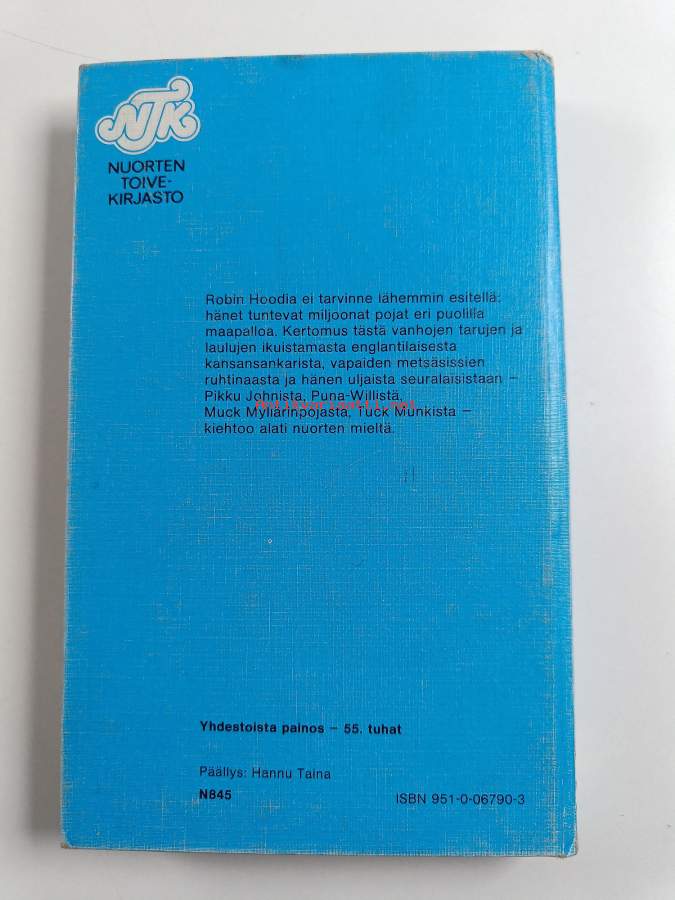 NTK
NUORTEN
TOIVE-
KIRJASTO
Robin Hoodia ei tarvinne lähemmin esitellä:
hänet tuntevat miljoonat pojat eri puolilla
maapalloa. Kertomus tästä vanhojen tarujen ja
laulujen ikuistamasta englantilaisesta
kansansankarista, vapaiden metsäsissien
ruhtinaasta ja hänen uljaista seuralaisistaan –
Pikku Johnista, Puna-Willistä,
Antikvariaatti.net
Muck Myllärinpojasta, Tuck Munkista –
kiehtoo alati nuorten mieltä.
Yhdestoista painos – 55. tuhat
Päällys: Hannu Taina
N845
ISBN 951-0-06790-3